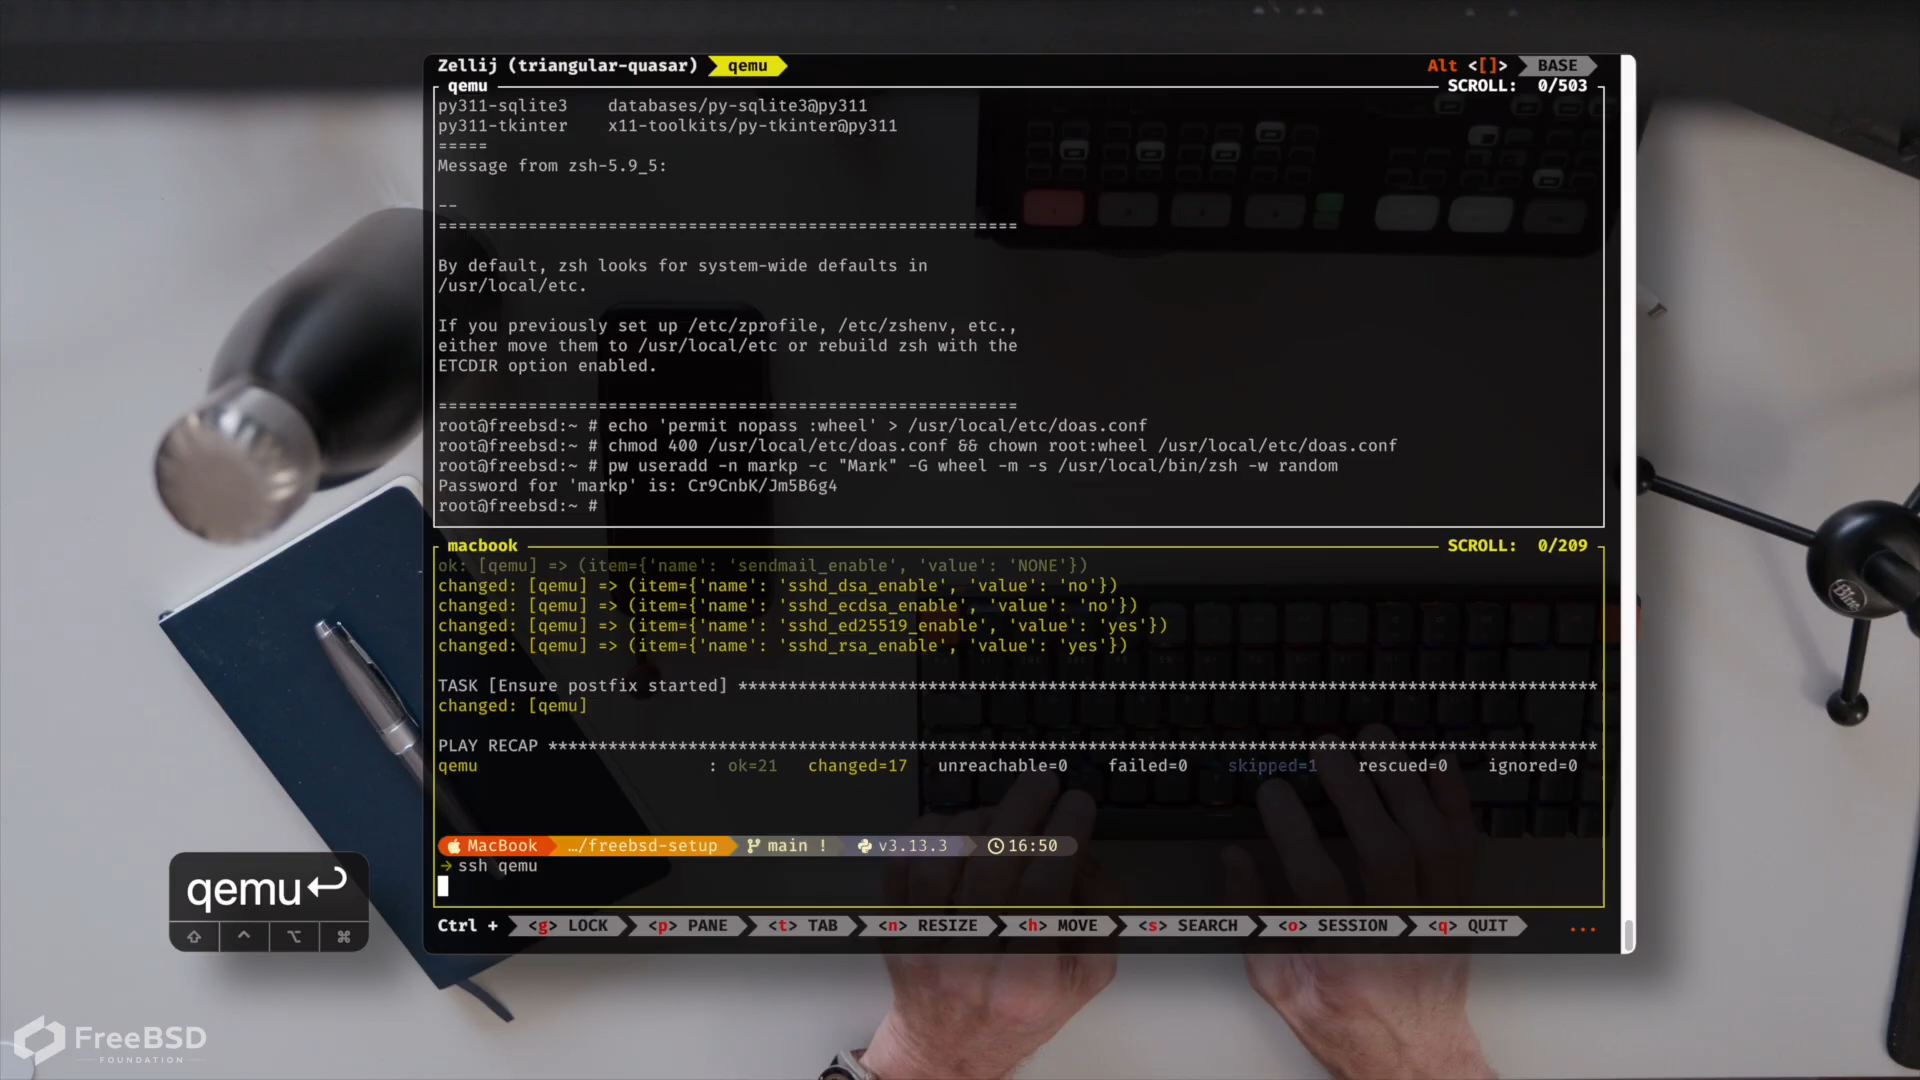 Zellij (triangular-quasar) qemu Alt <[]> BASE
qemu SCROLL: 0/503
py311-sqlite3 databases/py-sqlite3@py311
py311-tkinter x11-toolkits/py-tkinter@py311
=====
Message from zsh-5.9_5:
--
==========================================================
By default, zsh looks for system-wide defaults in
/usr/local/etc.
If you previously set up /etc/zprofile, /etc/zshenv, etc.,
either move them to /usr/local/etc or rebuild zsh with the
ETCDIR option enabled.
==========================================================
root@freebsd:~ # echo 'permit nopass :wheel' > /usr/local/etc/doas.conf
root@freebsd:~ # chmod 400 /usr/local/etc/doas.conf && chown root:wheel /usr/local/etc/doas.conf
root@freebsd:~ # pw useradd -n markp -c "Mark" -G wheel -m -s /usr/local/bin/zsh -w random
Password for 'markp' is: Cr9CnbK/Jm5B6g4
root@freebsd:~ #
macbook SCROLL: 0/209
ok: [qemu] => (item={'name': 'sendmail_enable', 'value': 'NONE'})
changed: [qemu] => (item={'name': 'sshd_dsa_enable', 'value': 'no'})
changed: [qemu] => (item={'name': 'sshd_ecdsa_enable', 'value': 'no'})
changed: [qemu] => (item={'name': 'sshd_ed25519_enable', 'value': 'yes'})
changed: [qemu] => (item={'name': 'sshd_rsa_enable', 'value': 'yes'})
TASK [Ensure postfix started] **************************************************************************************
changed: [qemu]
PLAY RECAP *********************************************************************************************************
qemu : ok=21 changed=17 unreachable=0 failed=0 skipped=1 rescued=0 ignored=0
MacBook …/freebsd-setup main ! v3.13.3 16:50
→ ssh qemu
qemu↩
⇧ ^ ⌥ ⌘
Ctrl + <g> LOCK <p> PANE <t> TAB <n> RESIZE <h> MOVE <s> SEARCH <o> SESSION <q> QUIT ...
Blue
FreeBSD
FOUNDATION